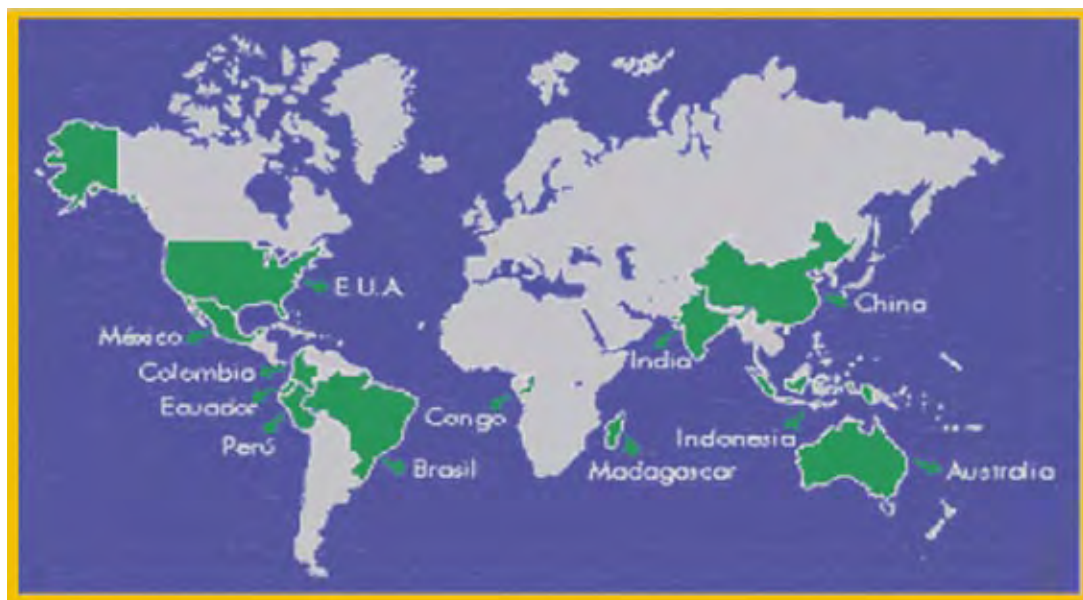 E.U.A
México
Colombia
Ecuador
Perú
Brasil
Congo
Madagascar
India
China
Indonesia
Australia